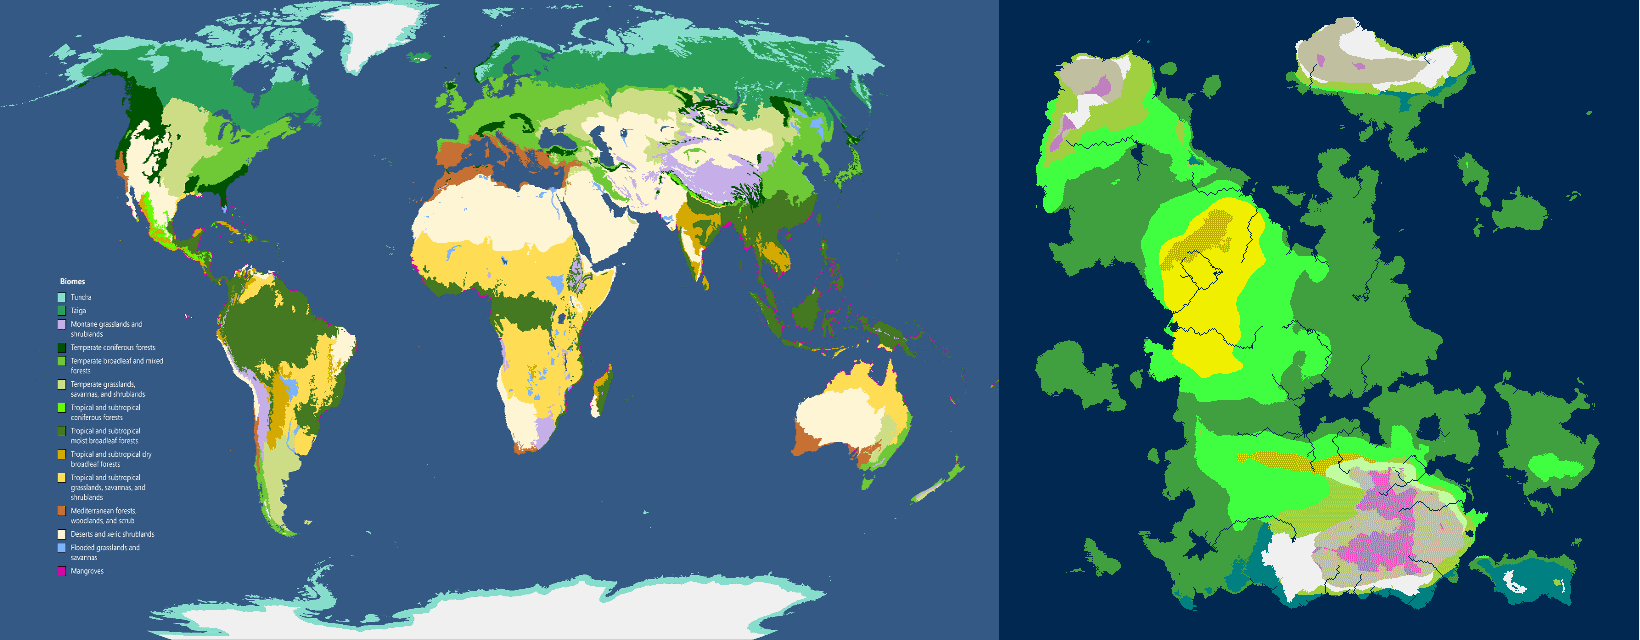 Biomes
Tundra
Taiga
Montane grasslands and
shrublands
Temperate coniferous forests
Temperate broadleaf and mixed
forests
Temperate grasslands,
savannas, and shrublands
Tropical and subtropical
coniferous forests
Tropical and subtropical
moist broadleaf forests
Tropical and subtropical dry
broadleaf forests
Tropical and subtropical
grasslands, savannas, and
shrublands
Mediterranean forests,
woodlands, and scrub
Deserts and xeric shrublands
Flooded grasslands and
savannas
Mangroves